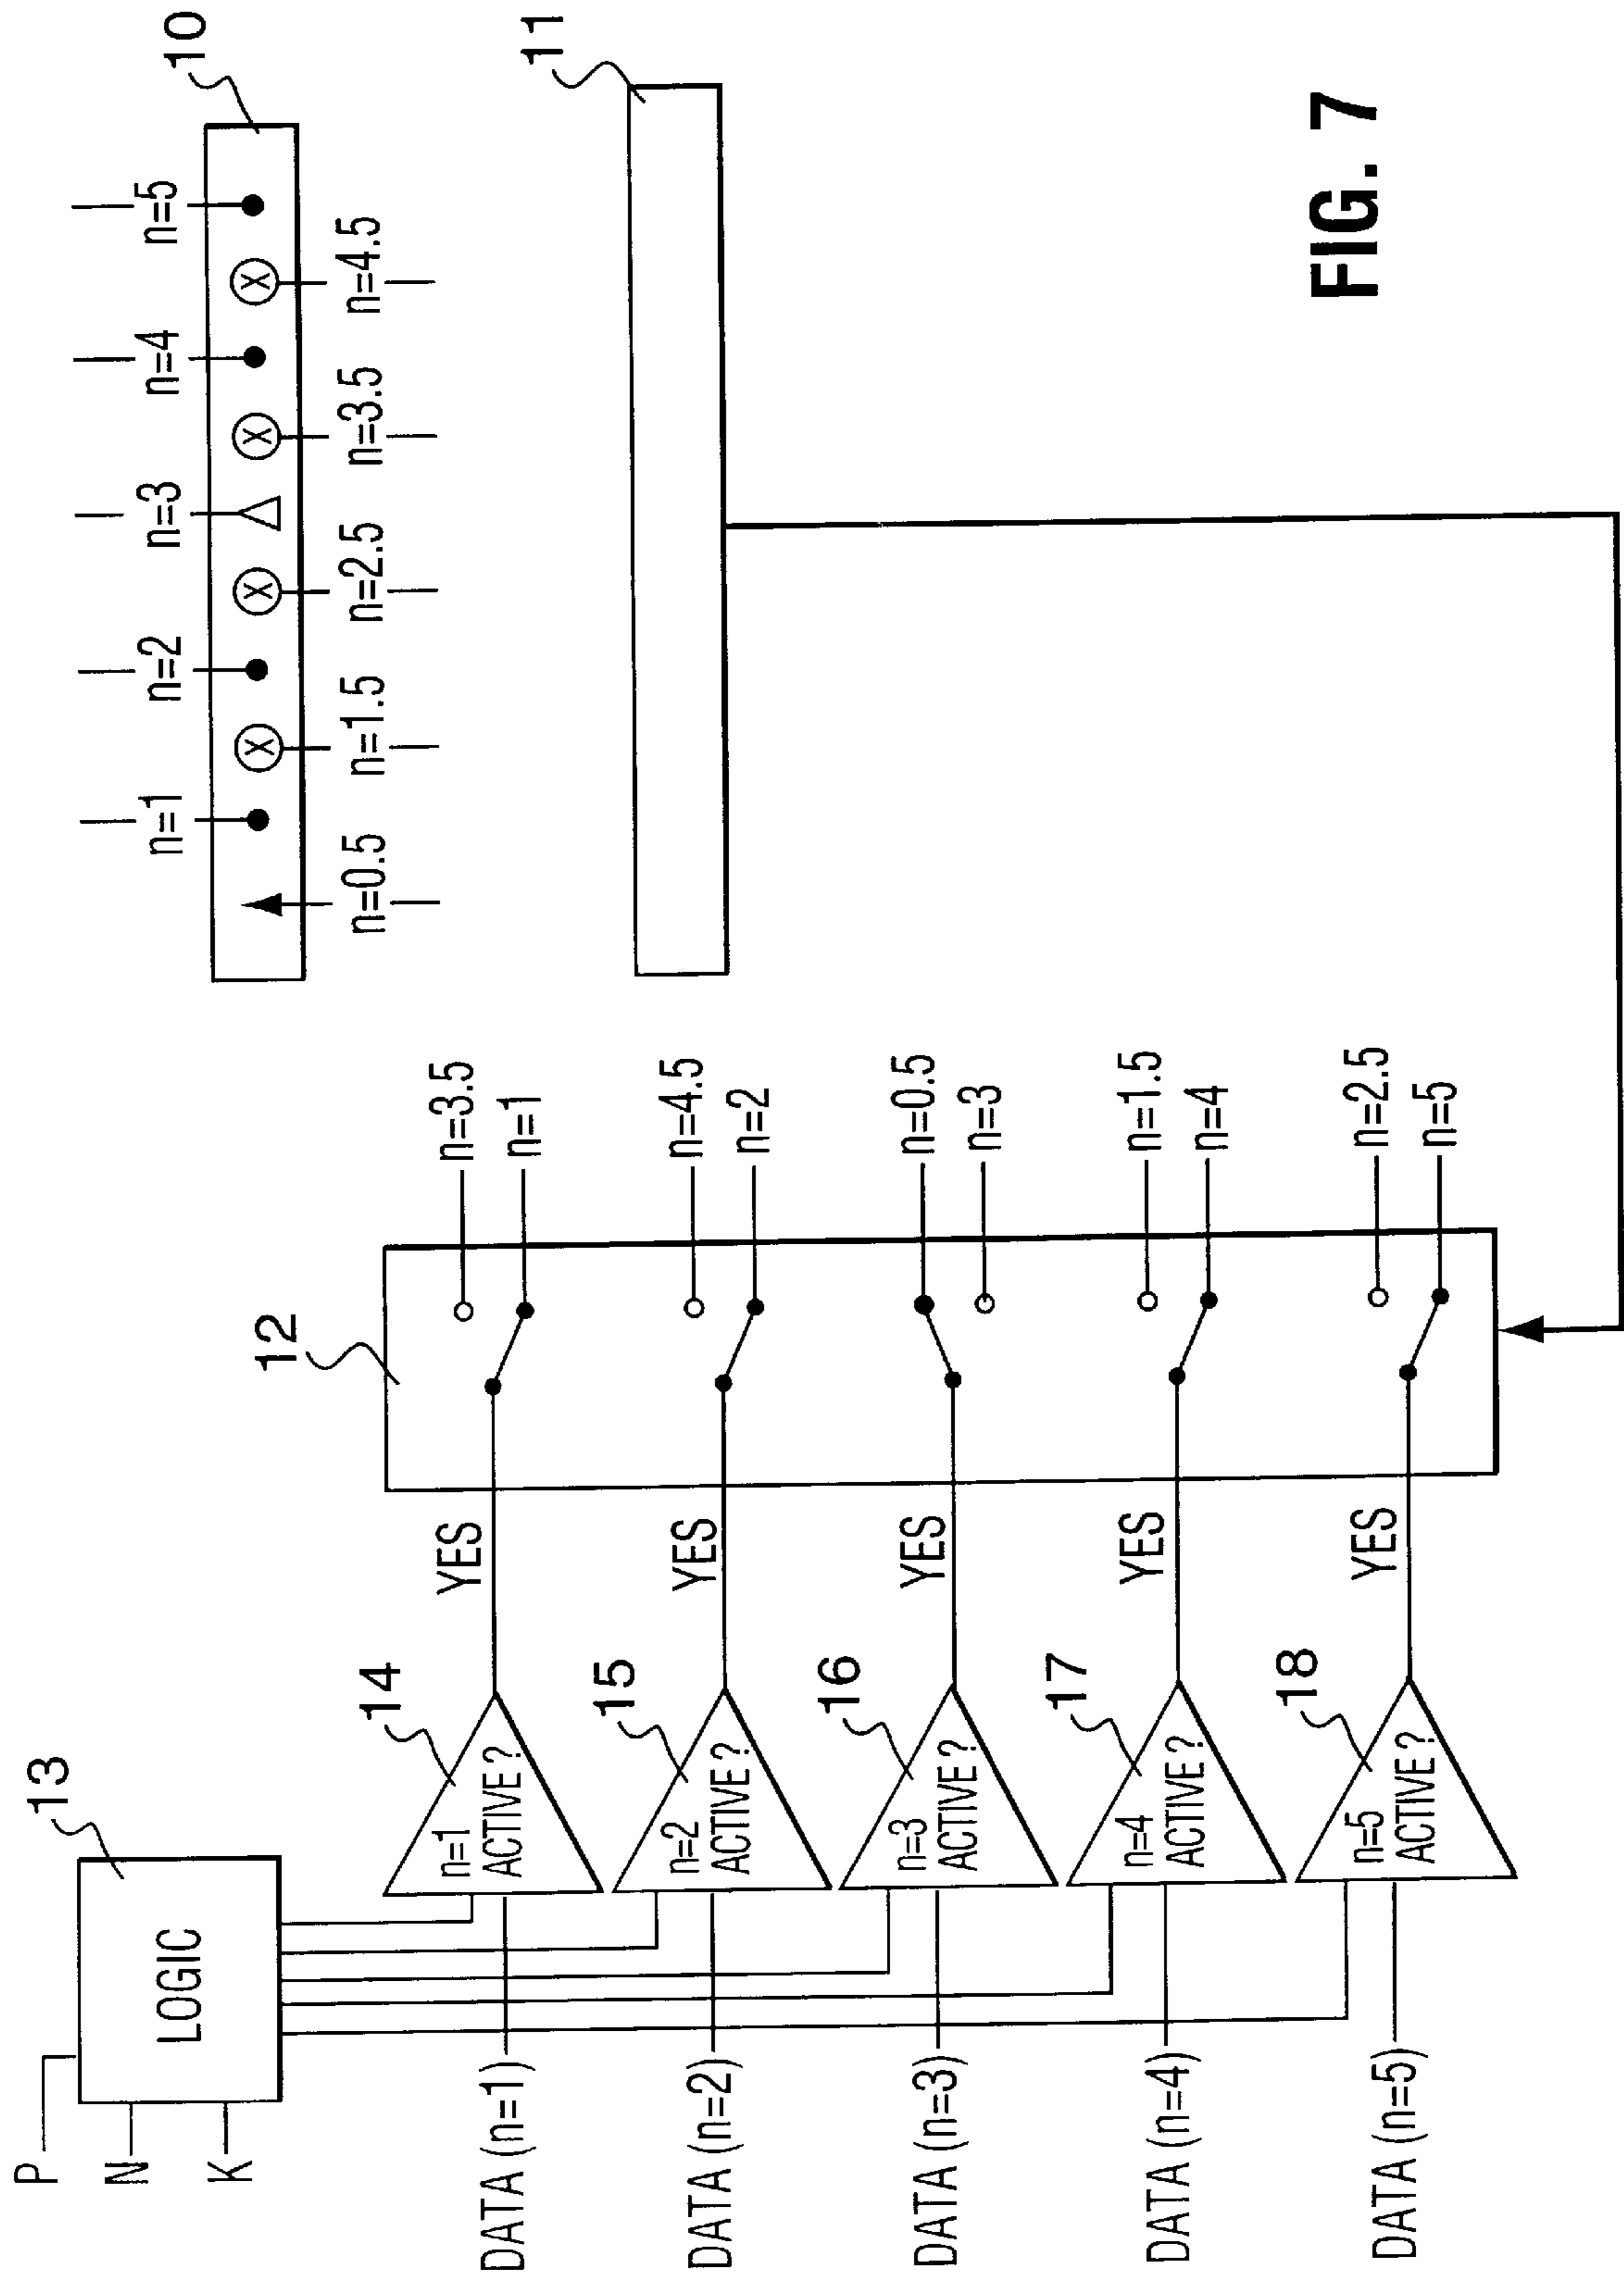 P
N
K
LOGIC
13
DATA (n=1)
DATA (n=2)
DATA (n=3)
DATA (n=4)
DATA (n=5)
n=1
ACTIVE?
14
YES
n=2
ACTIVE?
15
YES
n=3
ACTIVE?
16
YES
n=4
ACTIVE?
17
YES
n=5
ACTIVE?
18
YES
12
n=3.5
n=1
n=4.5
n=2
n=0.5
n=3
n=1.5
n=4
n=2.5
n=5
n=1
n=2
n=3
n=4
n=5
10
X
X
X
X
n=0.5
n=1.5
n=2.5
n=3.5
n=4.5
11
FIG. 7